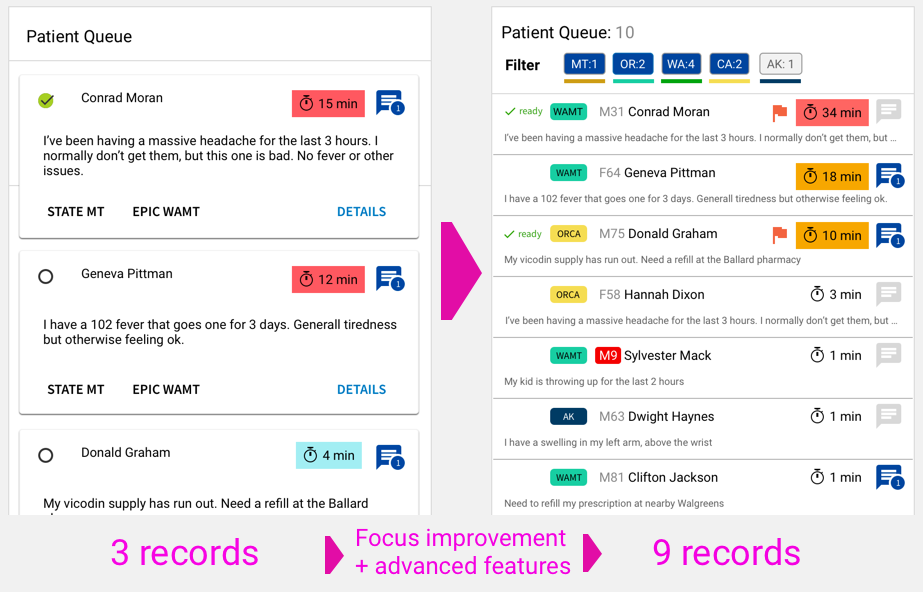 Patient Queue
Conrad Moran 15 min 1
I've been having a massive headache for the last 3 hours. I
normally don't get them, but this one is bad. No fever or other
issues.
STATE MT EPIC WAMT DETAILS
Geneva Pittman 12 min 1
I have a 102 fever that goes one for 3 days. Generall tiredness
but otherwise feeling ok.
STATE MT EPIC WAMT DETAILS
Donald Graham 4 min 1
My vicodin supply has run out. Need a refill at the Ballard
Patient Queue: 10
Filter MT:1 OR:2 WA:4 CA:2 AK: 1
ready WAMT M31 Conrad Moran 34 min
I've been having a massive headache for the last 3 hours. I normally don't get them, but ...
WAMT F64 Geneva Pittman 18 min 1
I have a 102 fever that goes one for 3 days. Generall tiredness but otherwise feeling ok.
ready ORCA M75 Donald Graham 10 min 1
My vicodin supply has run out. Need a refill at the Ballard pharmacy
ORCA F58 Hannah Dixon 3 min
I've been having a massive headache for the last 3 hours. I normally don't get them, but ...
WAMT M9 Sylvester Mack 1 min
My kid is throwing up for the last 2 hours
AK M63 Dwight Haynes 1 min
I have a swelling in my left arm, above the wrist
WAMT M81 Clifton Jackson 1 min 1
Need to refill my prescription at nearby Walgreens
3 records
Focus improvement
+ advanced features
9 records